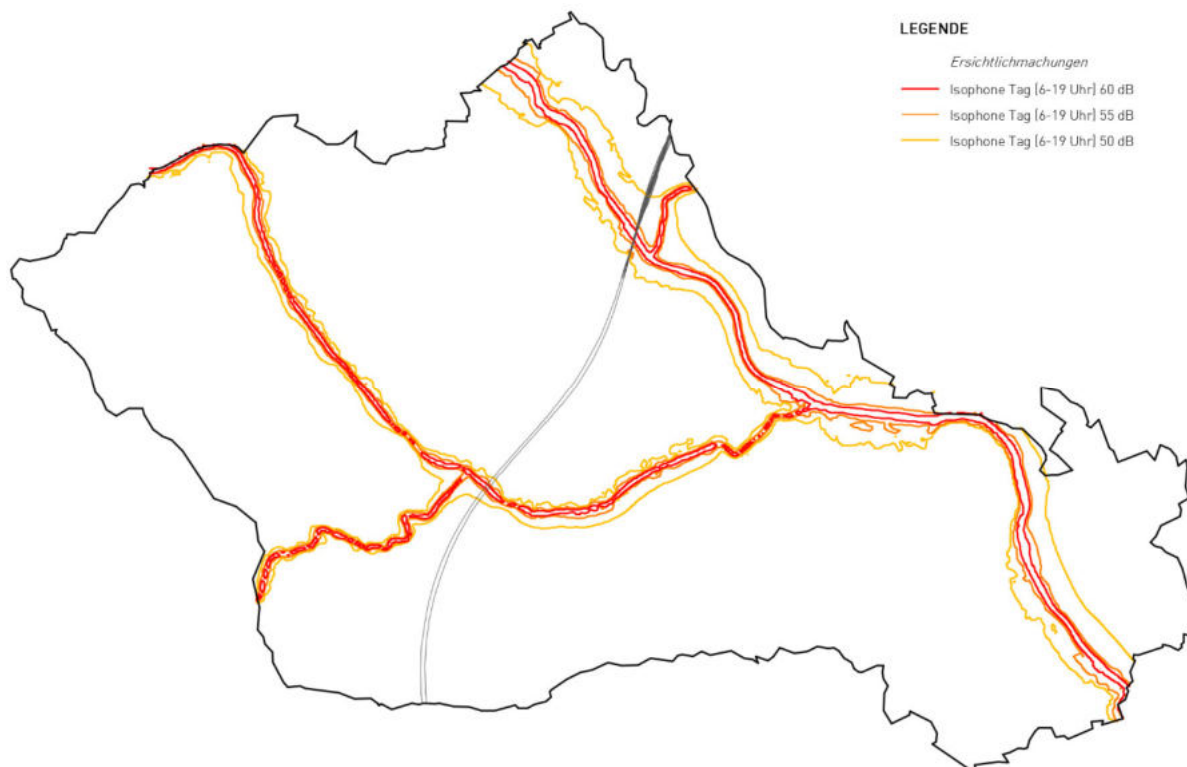 LEGENDE
Ersichtlichmachungen
Isophone Tag (6-19 Uhr) 60 dB
Isophone Tag (6-19 Uhr) 55 dB
Isophone Tag (6-19 Uhr) 50 dB